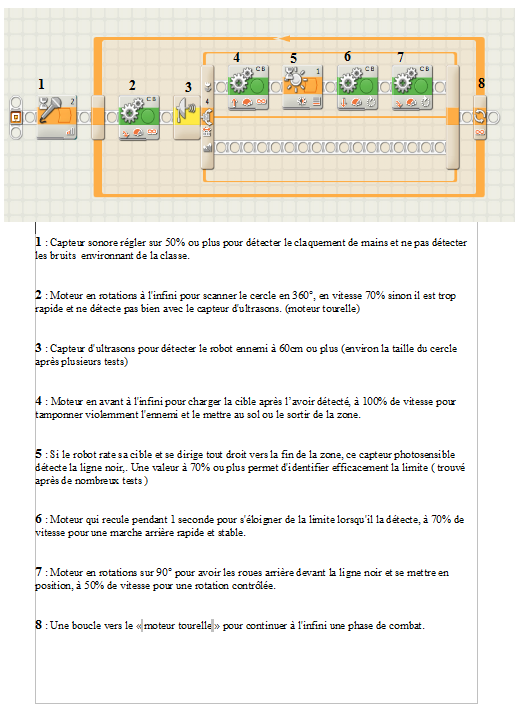 1
2
3
4
5
6
7
8
2
C B
4
C B
1
C B
C B
1 : Capteur sonore régler sur 50% ou plus pour détecter le claquement de mains et ne pas détecter
les bruits environnant de la classe.
2 : Moteur en rotations à l'infini pour scanner le cercle en 360°, en vitesse 70% sinon il est trop
rapide et ne détecte pas bien avec le capteur d'ultrasons. (moteur tourelle)
3 : Capteur d'ultrasons pour détecter le robot ennemi à 60cm ou plus (environ la taille du cercle
après plusieurs tests)
4 : Moteur en avant à l'infini pour charger la cible après l'avoir détecté, à 100% de vitesse pour
tamponner violemment l'ennemi et le mettre au sol ou le sortir de la zone.
5 : Si le robot rate sa cible et se dirige tout droit vers la fin de la zone, ce capteur photosensible
détecte la ligne noir,. Une valeur à 70% ou plus permet d'identifier efficacement la limite ( trouvé
après de nombreux tests )
6 : Moteur qui recule pendant 1 seconde pour s'éloigner de la limite lorsqu'il la détecte, à 70% de
vitesse pour une marche arrière rapide et stable.
7 : Moteur en rotations sur 90° pour avoir les roues arrière devant la ligne noir et se mettre en
position, à 50% de vitesse pour une rotation contrôlée.
8 : Une boucle vers le « moteur tourelle » pour continuer à l'infini une phase de combat.